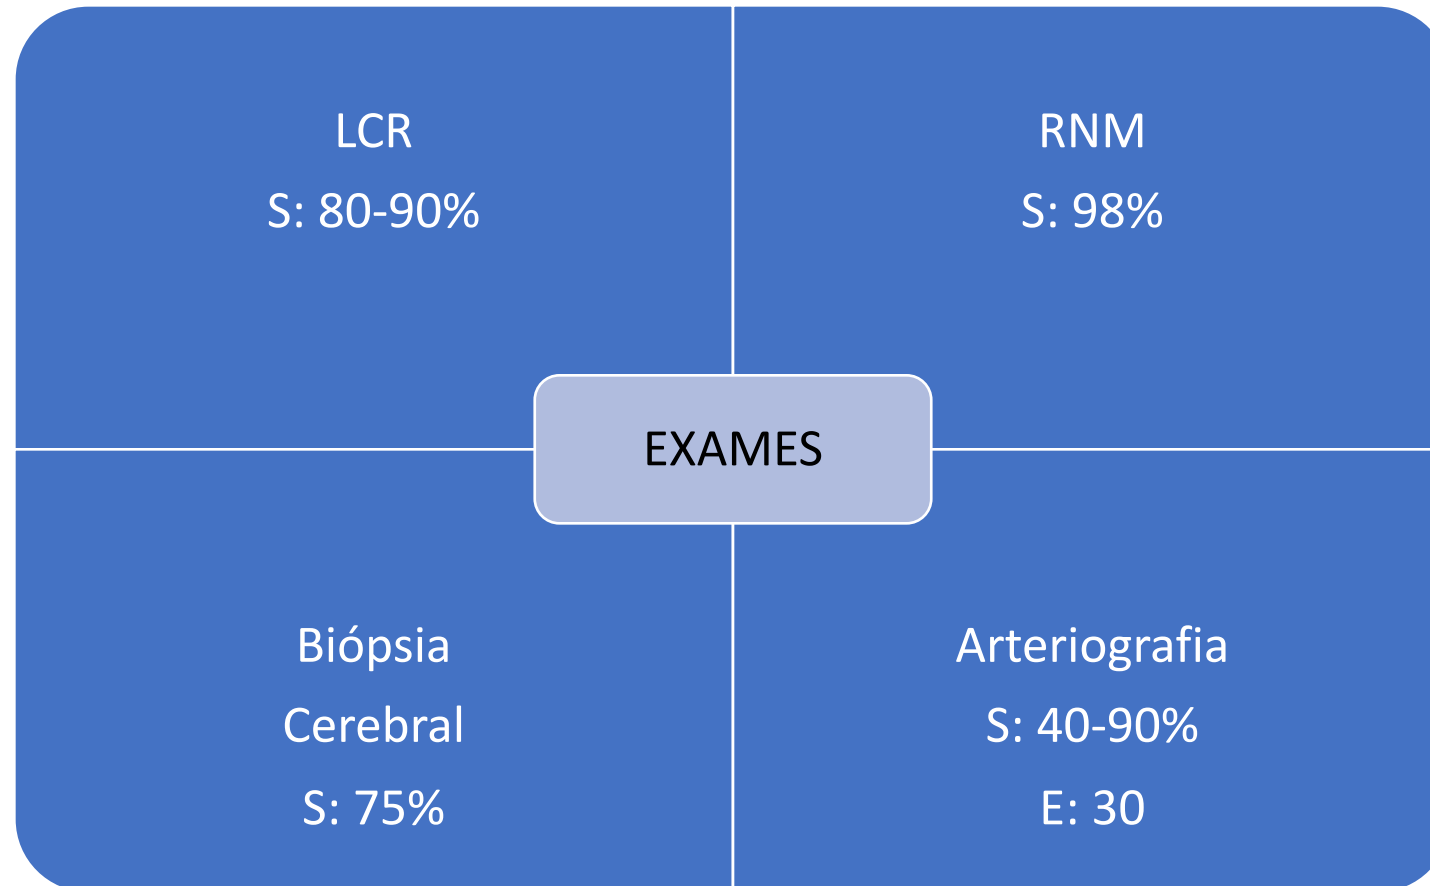 LCR
S: 80-90%
RNM
S: 98%
EXAMES
Biópsia
Cerebral
S: 75%
Arteriografia
S: 40-90%
E: 30